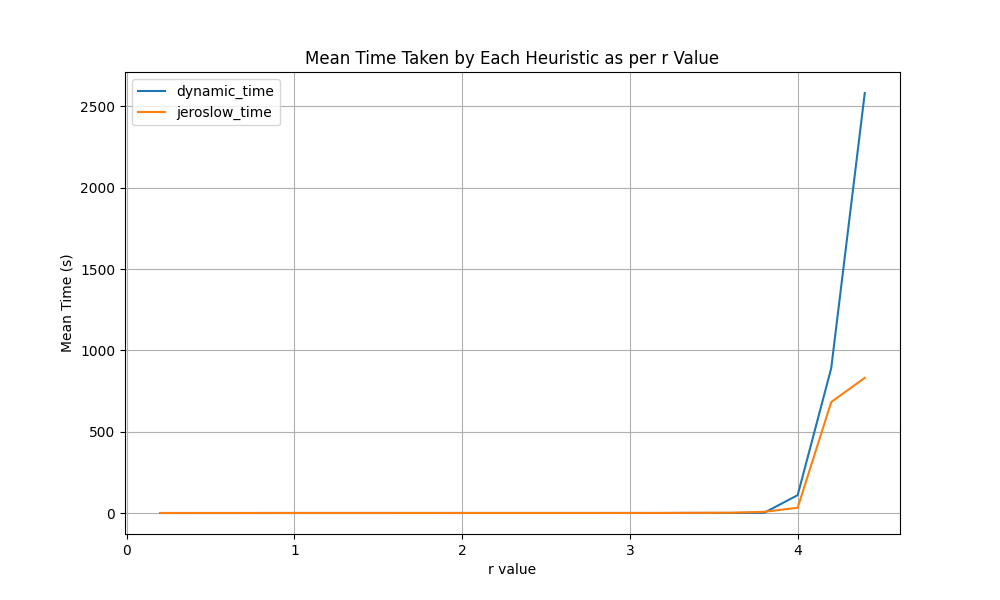 Mean Time Taken by Each Heuristic as per r Value
dynamic_time
jeroslow_time
2500
2000
1500
1000
500
0
Mean Time (s)
0 1 2 3 4
r value